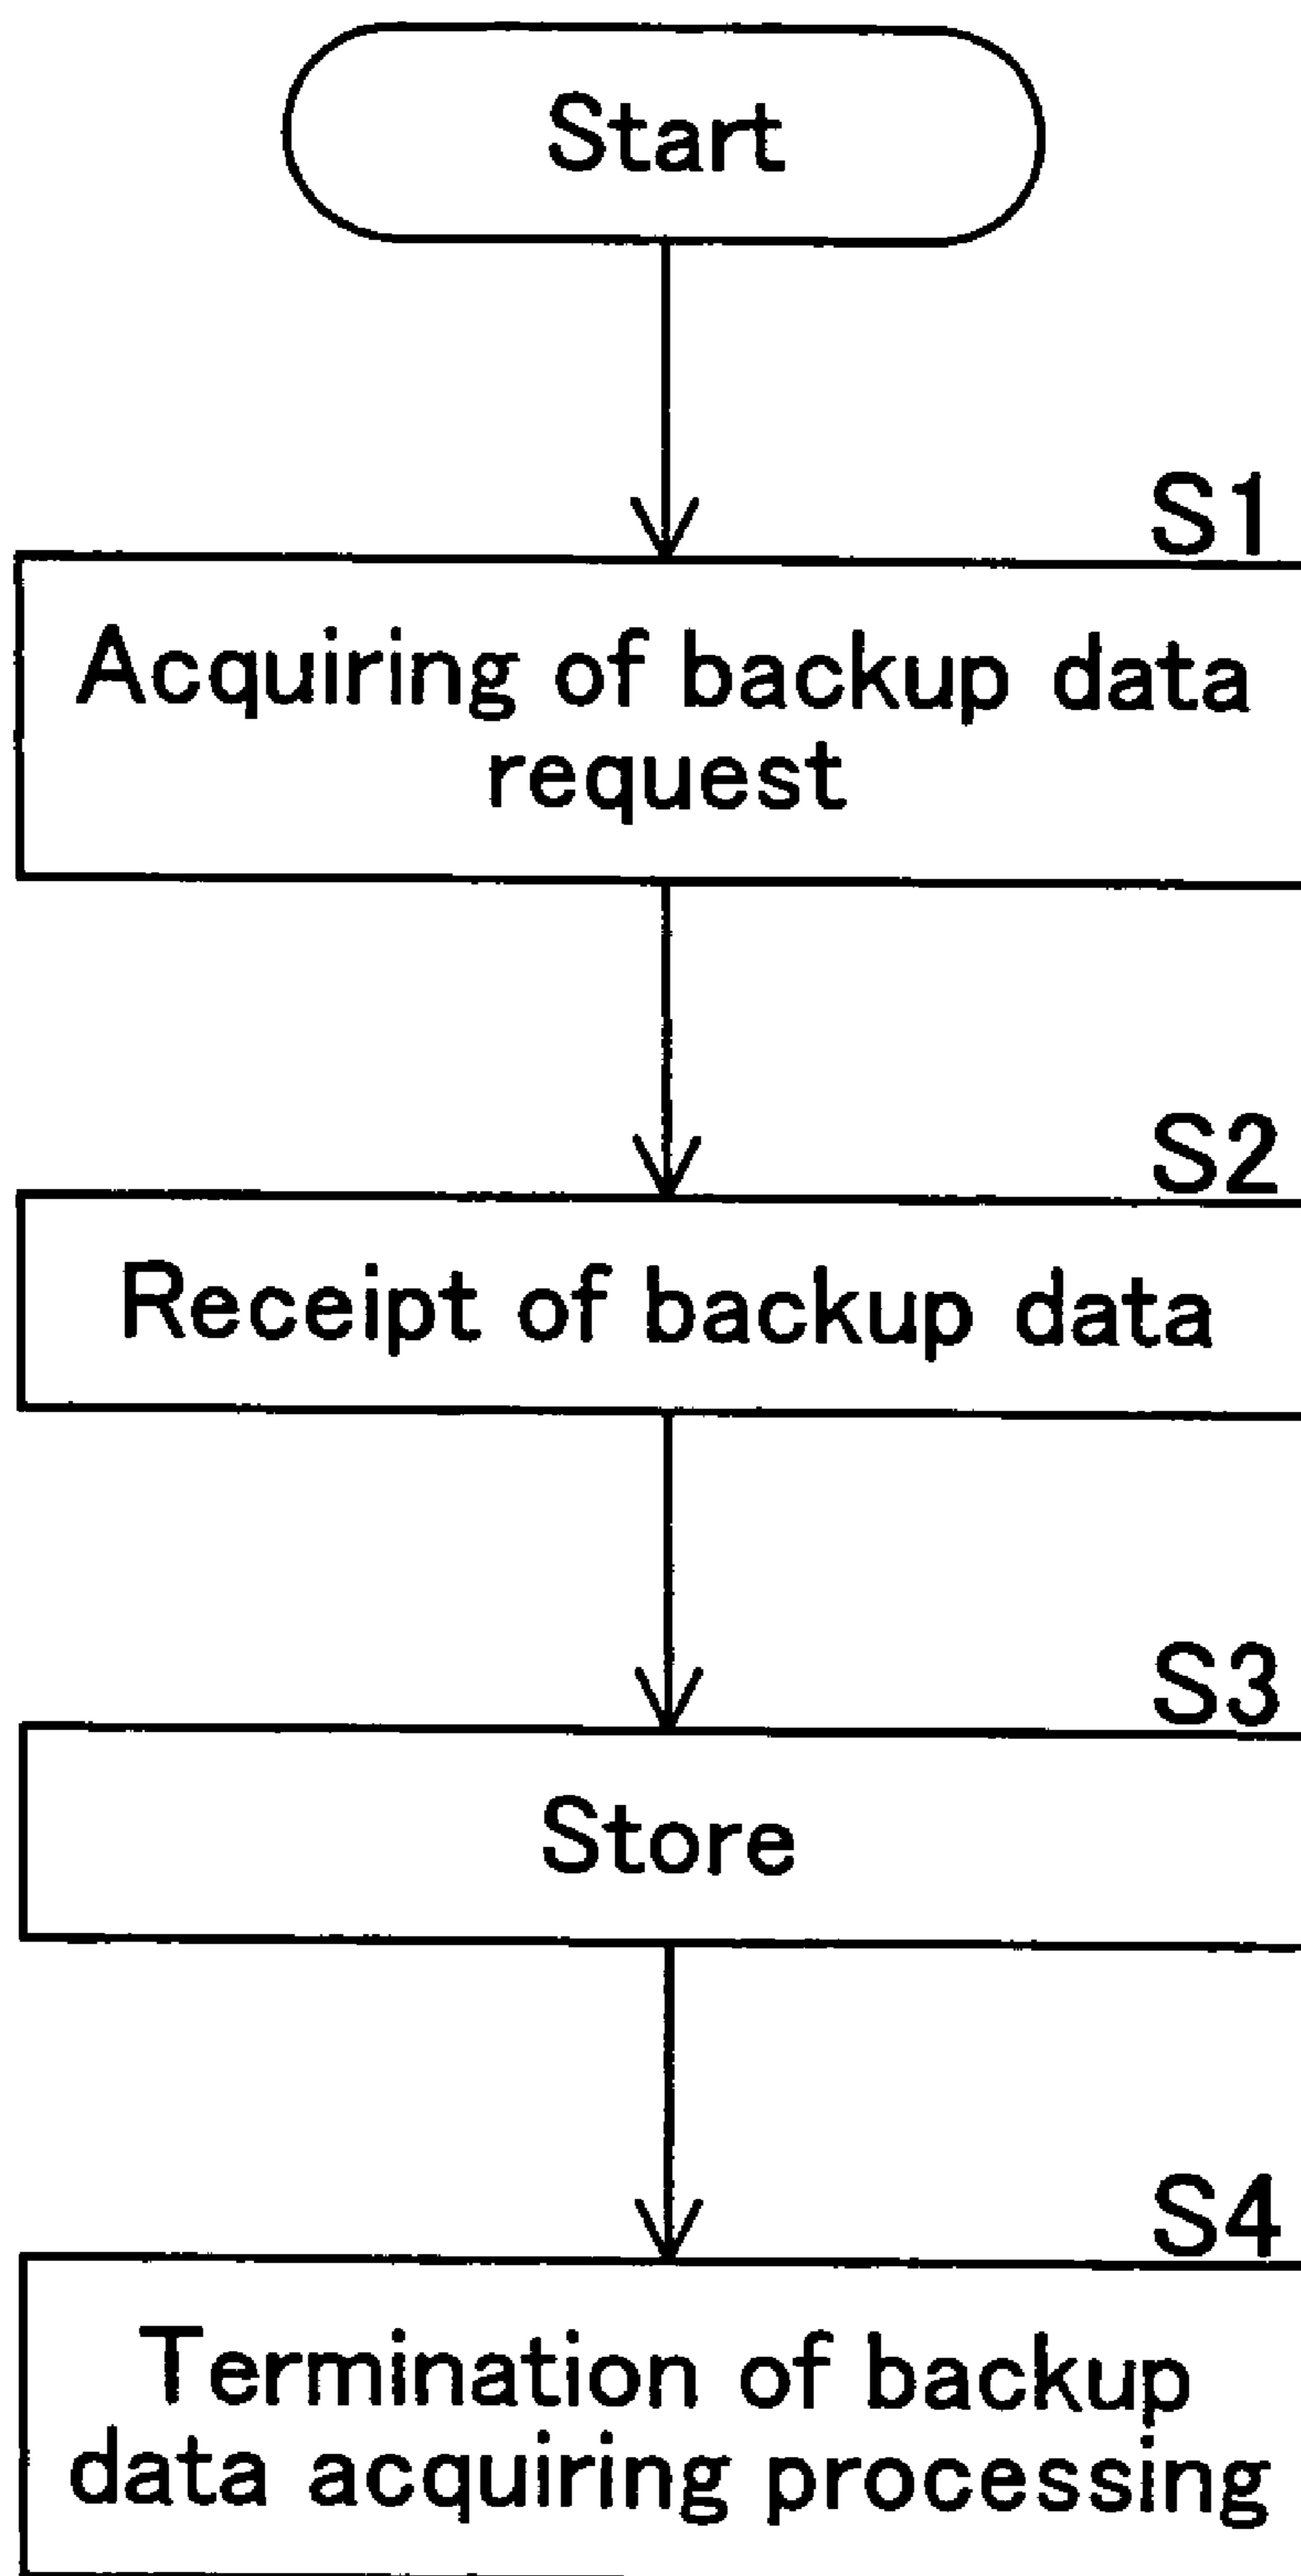 Start
S1
Acquiring of backup data
request
S2
Receipt of backup data
S3
Store
S4
Termination of backup
data acquiring processing